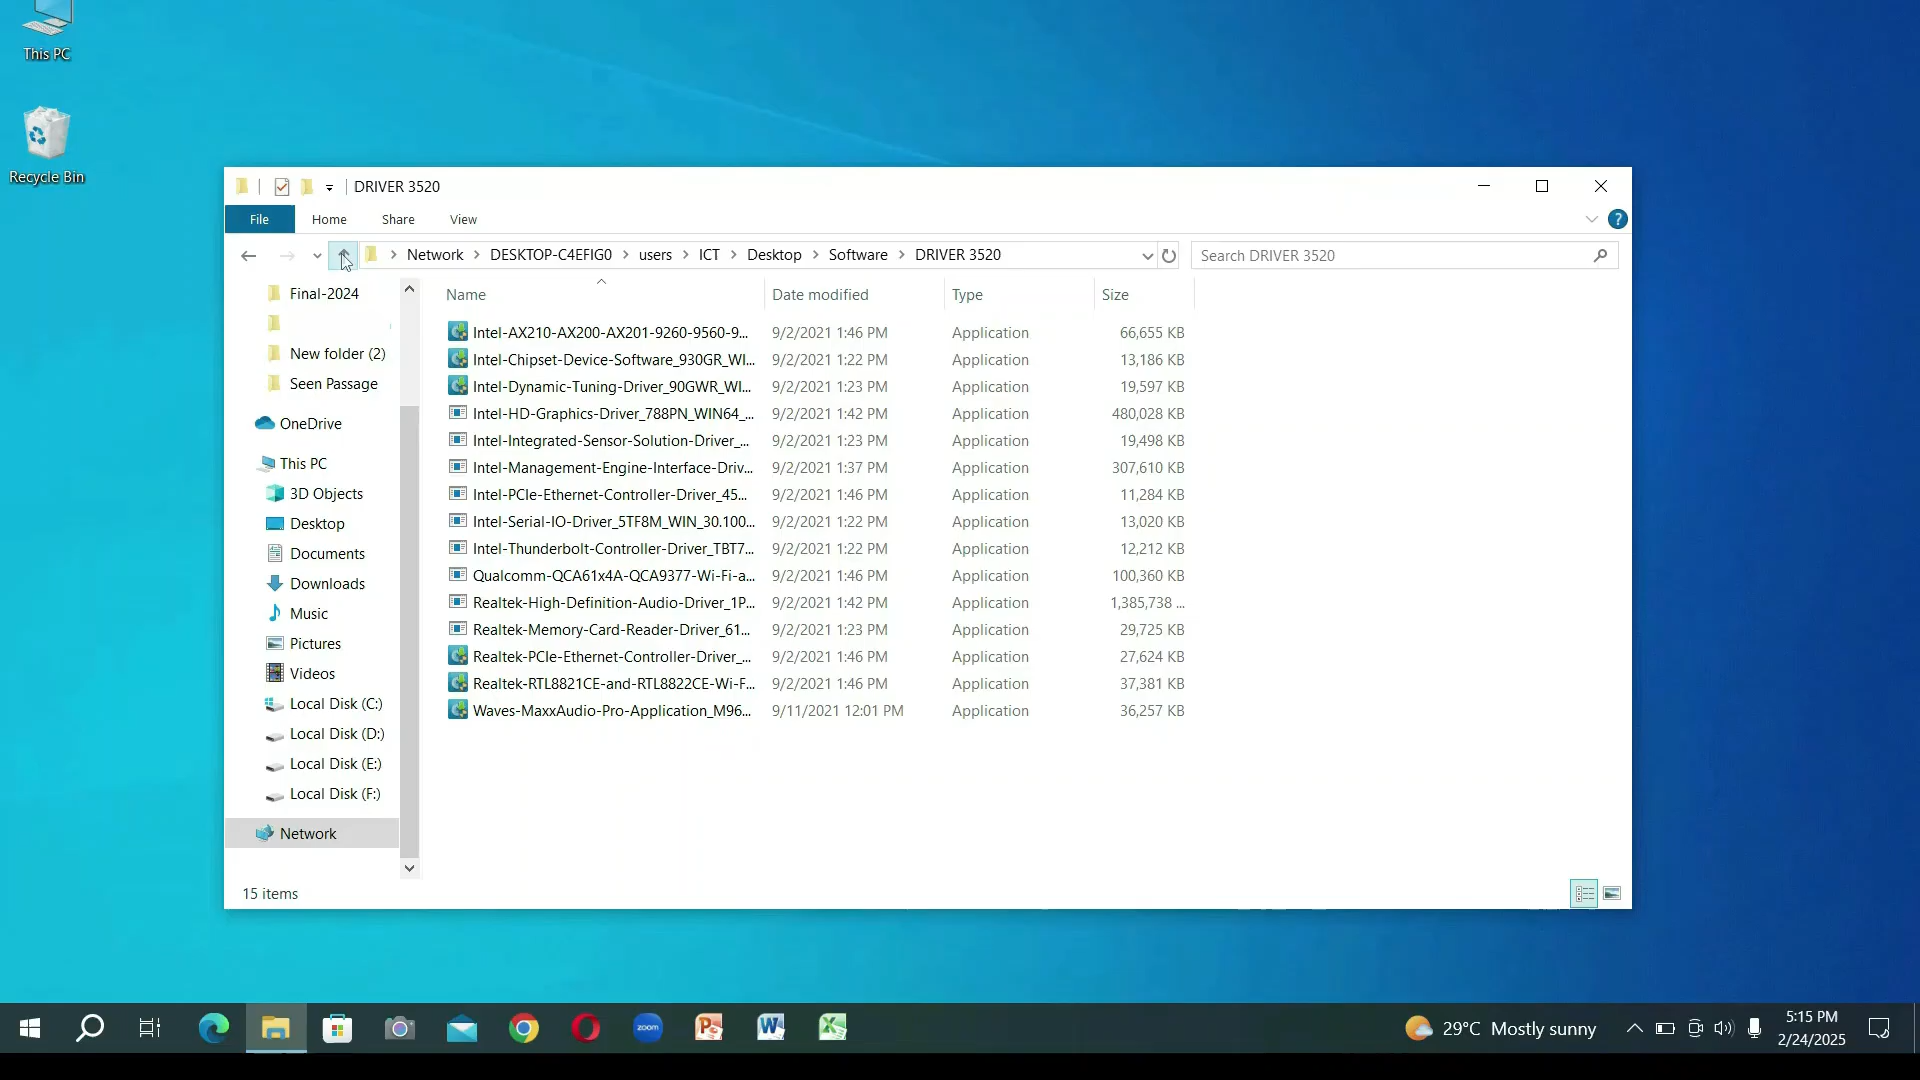 This PC
Recycle Bin
DRIVER 3520
File Home Share View
Network > DESKTOP-C4EFIG0 > users > ICT > Desktop > Software > DRIVER 3520
Search DRIVER 3520
Final-2024
New folder (2)
Seen Passage
OneDrive
This PC
3D Objects
Desktop
Documents
Downloads
Music
Pictures
Videos
Local Disk (C:)
Local Disk (D:)
Local Disk (E:)
Local Disk (F:)
Network
Name Date modified Type Size
Intel-AX210-AX200-AX201-9260-9560-9... 9/2/2021 1:46 PM Application 66,655 KB
Intel-Chipset-Device-Software_930GR_WI... 9/2/2021 1:22 PM Application 13,186 KB
Intel-Dynamic-Tuning-Driver_90GWR_WI... 9/2/2021 1:23 PM Application 19,597 KB
Intel-HD-Graphics-Driver_788PN_WIN64_... 9/2/2021 1:42 PM Application 480,028 KB
Intel-Integrated-Sensor-Solution-Driver_... 9/2/2021 1:23 PM Application 19,498 KB
Intel-Management-Engine-Interface-Driv... 9/2/2021 1:37 PM Application 307,610 KB
Intel-PCIe-Ethernet-Controller-Driver_45... 9/2/2021 1:46 PM Application 11,284 KB
Intel-Serial-IO-Driver_5TF8M_WIN_30.100... 9/2/2021 1:22 PM Application 13,020 KB
Intel-Thunderbolt-Controller-Driver_TBT7... 9/2/2021 1:22 PM Application 12,212 KB
Qualcomm-QCA61x4A-QCA9377-Wi-Fi-a... 9/2/2021 1:46 PM Application 100,360 KB
Realtek-High-Definition-Audio-Driver_1P... 9/2/2021 1:42 PM Application 1,385,738 ...
Realtek-Memory-Card-Reader-Driver_61... 9/2/2021 1:23 PM Application 29,725 KB
Realtek-PCIe-Ethernet-Controller-Driver_... 9/2/2021 1:46 PM Application 27,624 KB
Realtek-RTL8821CE-and-RTL8822CE-Wi-F... 9/2/2021 1:46 PM Application 37,381 KB
Waves-MaxxAudio-Pro-Application_M96... 9/11/2021 12:01 PM Application 36,257 KB
15 items
zoom
29°C Mostly sunny
5:15 PM
2/24/2025